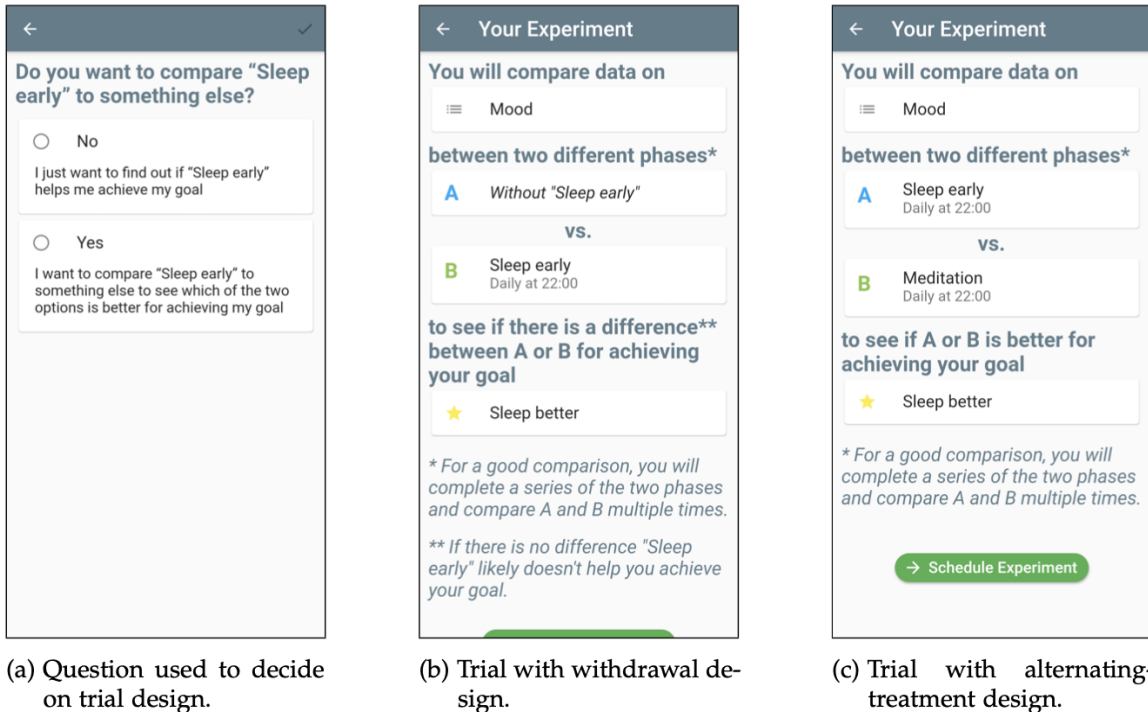 Do you want to compare “Sleep
early” to something else?
No
I just want to find out if “Sleep early”
helps me achieve my goal
Yes
I want to compare “Sleep early” to
something else to see which of the two
options is better for achieving my goal
(a) Question used to decide
on trial design.
Your Experiment
You will compare data on
Mood
between two different phases*
A
Without "Sleep early"
vs.
B
Sleep early
Daily at 22:00
to see if there is a difference**
between A or B for achieving
your goal
Sleep better
* For a good comparison, you will
complete a series of the two phases
and compare A and B multiple times.
** If there is no difference "Sleep
early" likely doesn't help you achieve
your goal.
(b) Trial with withdrawal de-
sign.
Your Experiment
You will compare data on
Mood
between two different phases*
A
Sleep early
Daily at 22:00
vs.
B
Meditation
Daily at 22:00
to see if A or B is better for
achieving your goal
Sleep better
* For a good comparison, you will
complete a series of the two phases
and compare A and B multiple times.
→ Schedule Experiment
(c) Trial with alternating-
treatment design.